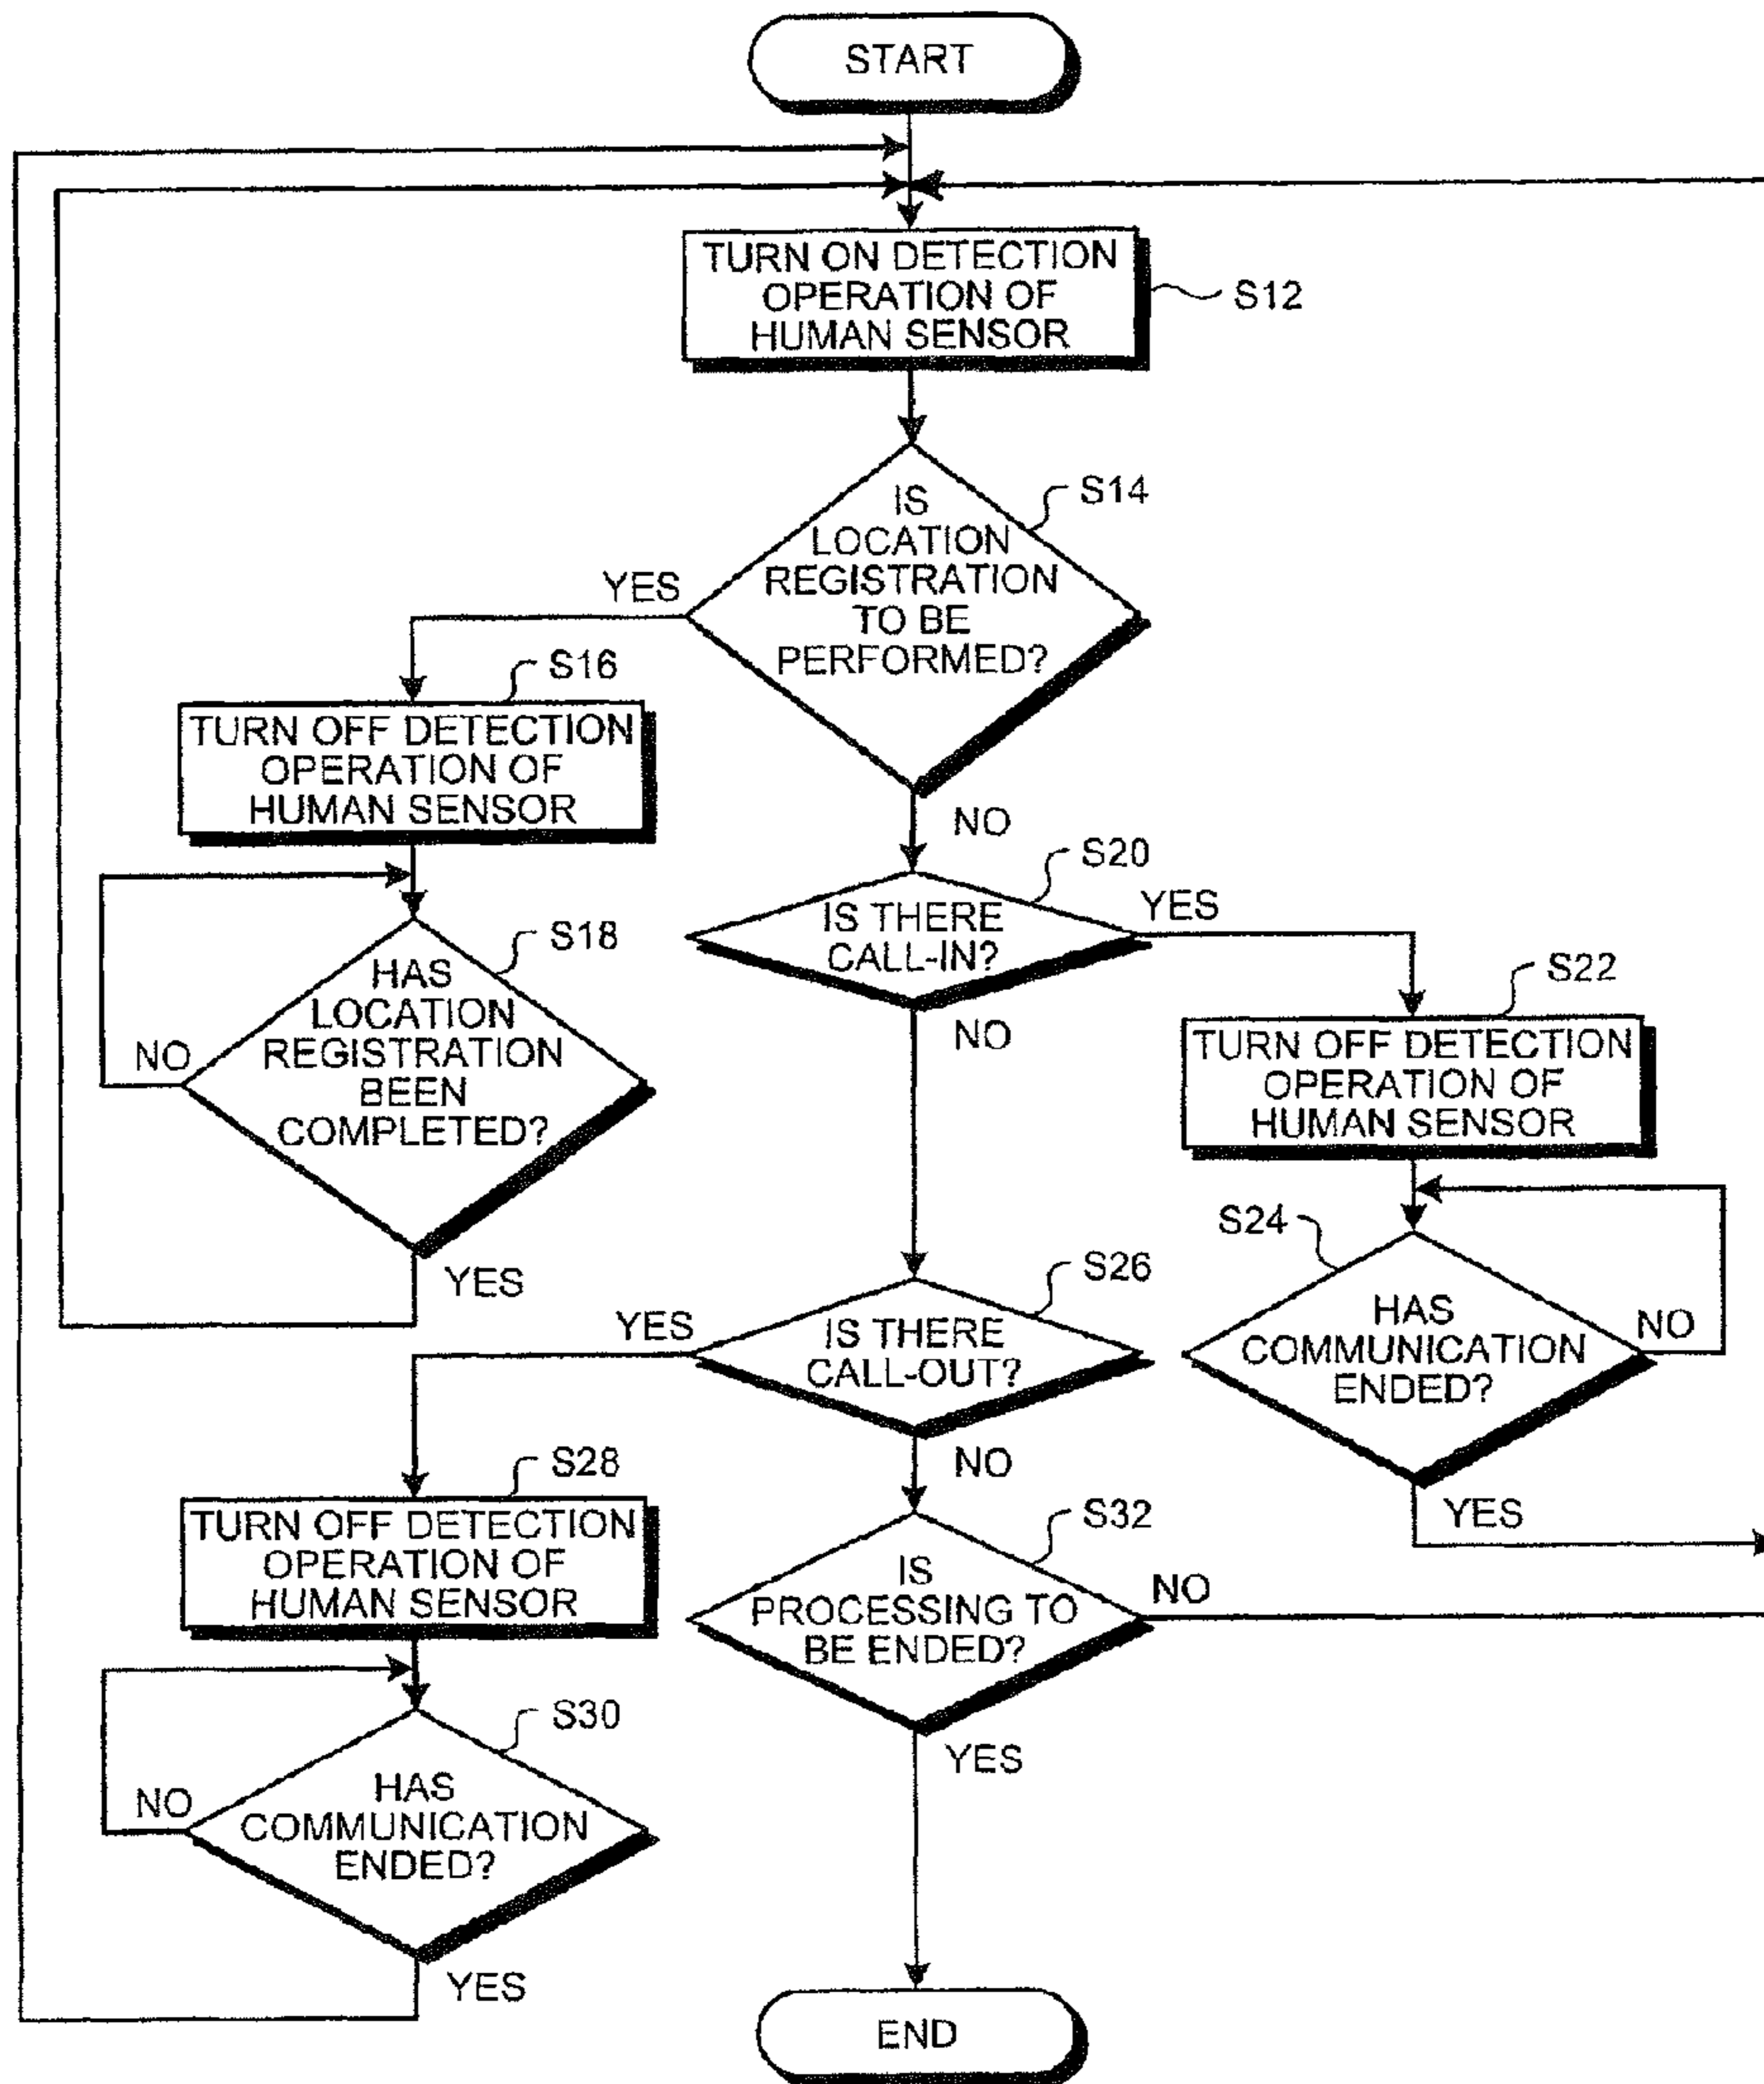 START
TURN ON DETECTION
OPERATION OF
HUMAN SENSOR
S12
IS
LOCATION
REGISTRATION
TO BE
PERFORMED?
S14
YES
NO
S16
TURN OFF DETECTION
OPERATION OF
HUMAN SENSOR
S18
HAS
LOCATION
REGISTRATION
BEEN
COMPLETED?
NO
YES
S20
IS THERE
CALL-IN?
YES
NO
S22
TURN OFF DETECTION
OPERATION OF
HUMAN SENSOR
S24
HAS
COMMUNICATION
ENDED?
NO
YES
S26
IS THERE
CALL-OUT?
YES
NO
S28
TURN OFF DETECTION
OPERATION OF
HUMAN SENSOR
S30
HAS
COMMUNICATION
ENDED?
NO
YES
S32
IS
PROCESSING TO
BE ENDED?
NO
YES
END